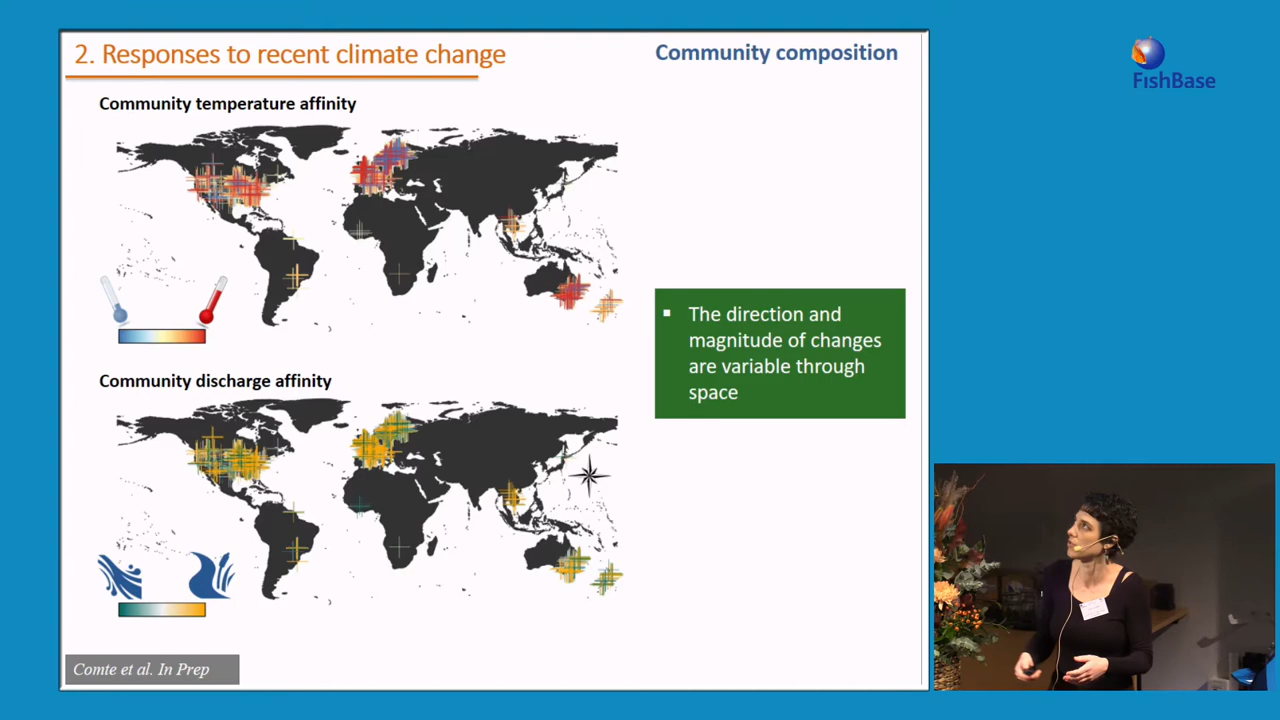 2. Responses to recent climate change
Community composition
FishBase
Community temperature affinity
▪ The direction and
magnitude of changes
are variable through
space
Community discharge affinity
Comte et al. In Prep